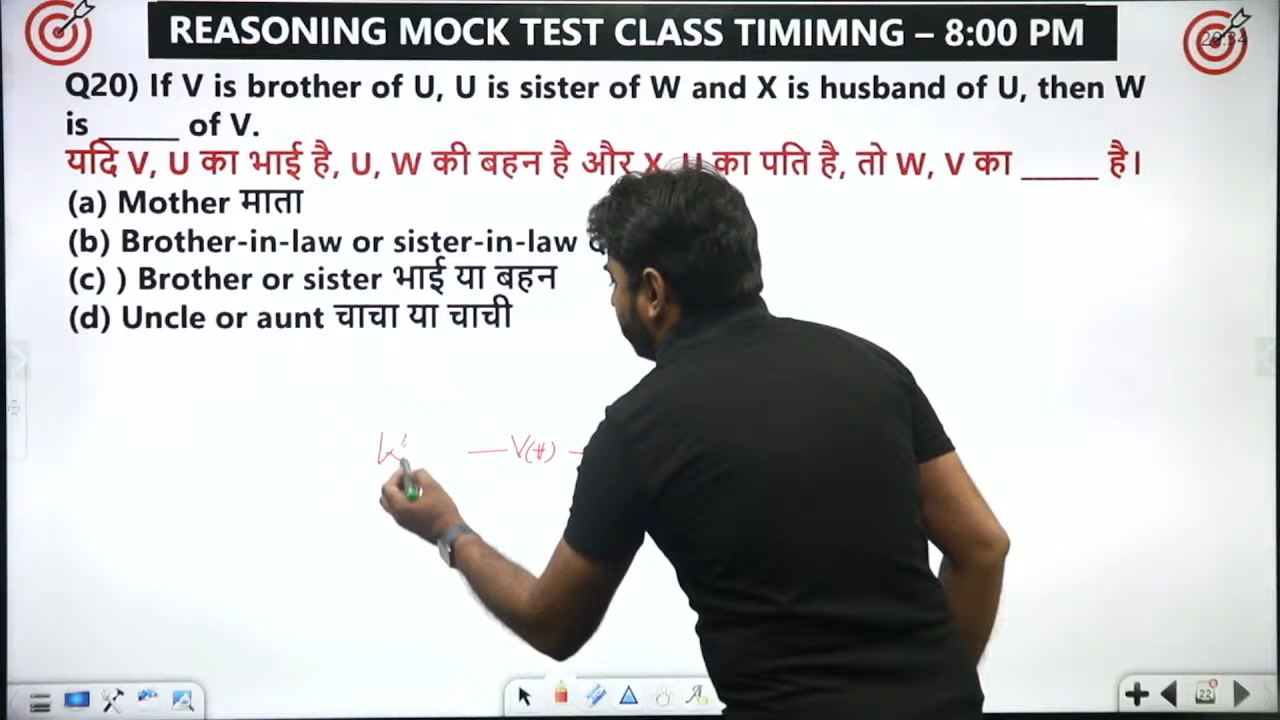 REASONING MOCK TEST CLASS TIMIMNG – 8:00 PM
Q20) If V is brother of U, U is sister of W and X is husband of U, then W
is _____ of V.
यदि V, U का भाई है, U, W की बहन है और X, U का पति है, तो W, V का _____ है।
(a) Mother माता
(b) Brother-in-law or sister-in-law
(c) ) Brother or sister भाई या बहन
(d) Uncle or aunt चाचा या चाची
— V(+) —
22